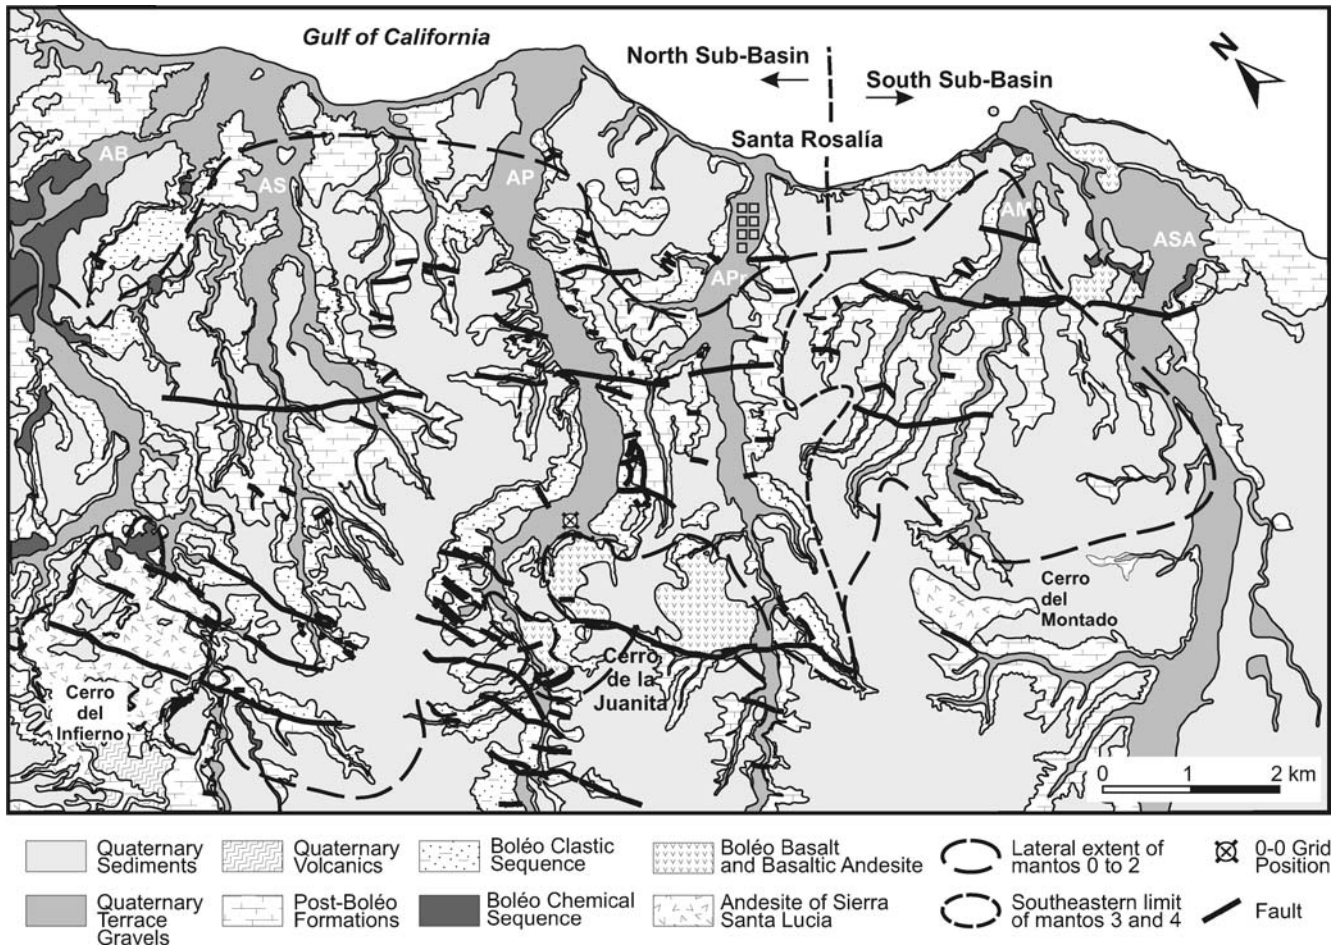 Gulf of California
North Sub-Basin
South Sub-Basin
N
Santa Rosalía
AB
AS
AP
APr
AM
ASA
Cerro
del
Montado
Cerro
de la
Juanita
Cerro
del
Infierno
0 1 2 km
Quaternary
Sediments
Quaternary
Volcanics
Boléo Clastic
Sequence
Boléo Basalt
and Basaltic Andesite
Lateral extent of
mantos 0 to 2
0-0 Grid
Position
Quaternary
Terrace
Gravels
Post-Boléo
Formations
Boléo Chemical
Sequence
Andesite of Sierra
Santa Lucia
Southeastern limit
of mantos 3 and 4
Fault